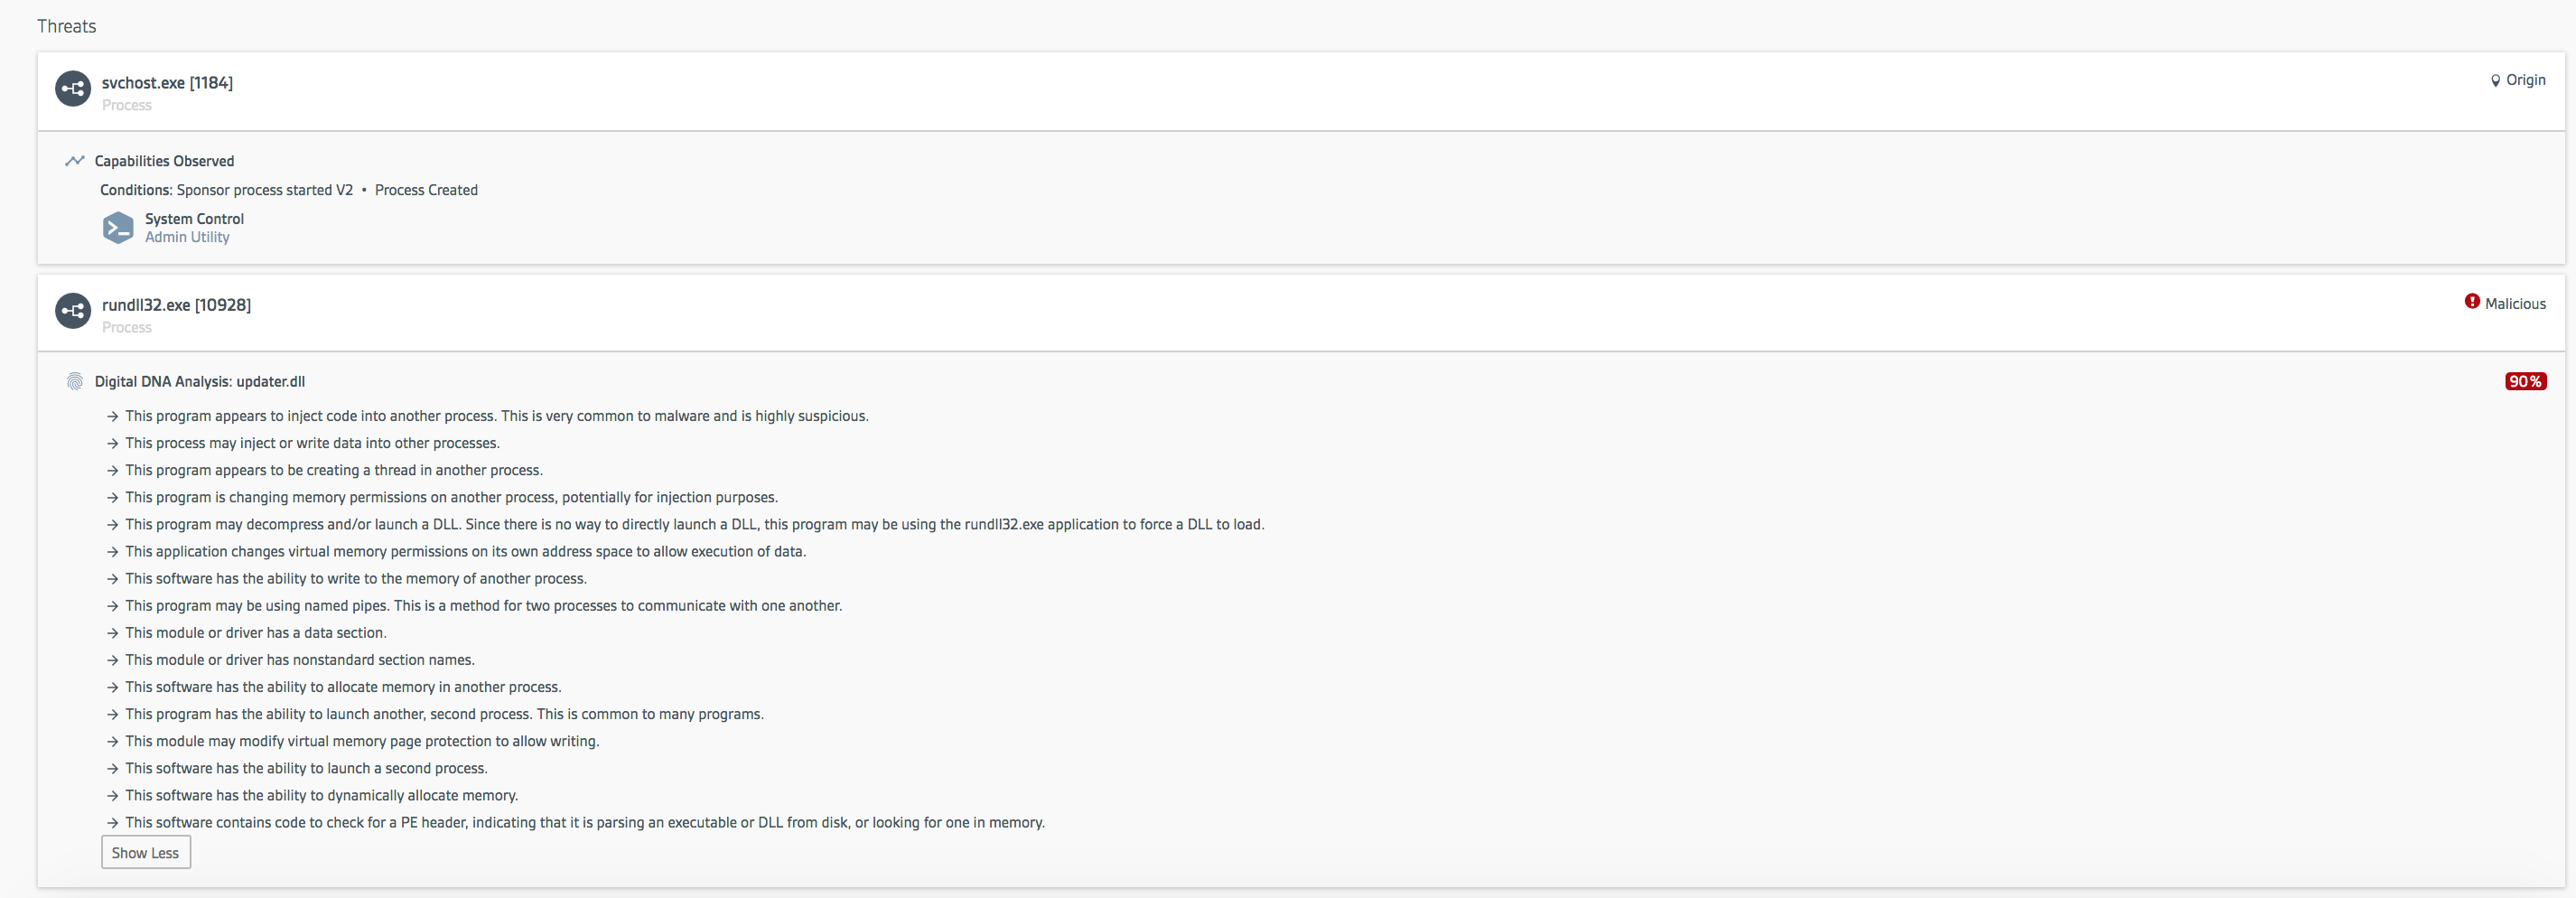 Threats
svchost.exe [1184]
Origin
Process
Capabilities Observed
Conditions: Sponsor process started V2 • Process Created
System Control
Admin Utility
rundll32.exe [10928]
Malicious
Process
Digital DNA Analysis: updater.dll
90%
→ This program appears to inject code into another process. This is very common to malware and is highly suspicious.
→ This process may inject or write data into other processes.
→ This program appears to be creating a thread in another process.
→ This program is changing memory permissions on another process, potentially for injection purposes.
→ This program may decompress and/or launch a DLL. Since there is no way to directly launch a DLL, this program may be using the rundll32.exe application to force a DLL to load.
→ This application changes virtual memory permissions on its own address space to allow execution of data.
→ This software has the ability to write to the memory of another process.
→ This program may be using named pipes. This is a method for two processes to communicate with one another.
→ This module or driver has a data section.
→ This module or driver has nonstandard section names.
→ This software has the ability to allocate memory in another process.
→ This program has the ability to launch another, second process. This is common to many programs.
→ This module may modify virtual memory page protection to allow writing.
→ This software has the ability to launch a second process.
→ This software has the ability to dynamically allocate memory.
→ This software contains code to check for a PE header, indicating that it is parsing an executable or DLL from disk, or looking for one in memory.
Show Less